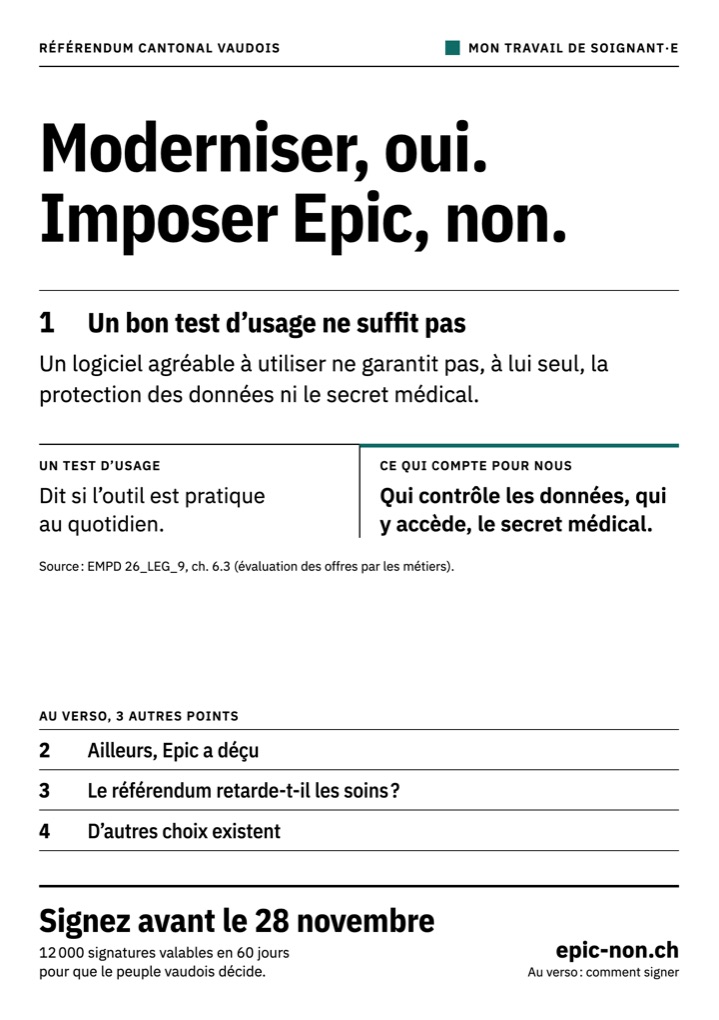 RÉFÉRENDUM CANTONAL VAUDOIS
MON TRAVAIL DE SOIGNANT·E
Moderniser, oui.
Imposer Epic, non.
1 Un bon test d’usage ne suffit pas
Un logiciel agréable à utiliser ne garantit pas, à lui seul, la
protection des données ni le secret médical.
UN TEST D’USAGE
Dit si l’outil est pratique
au quotidien.
CE QUI COMPTE POUR NOUS
Qui contrôle les données, qui
y accède, le secret médical.
Source : EMPD 26_LEG_9, ch. 6.3 (évaluation des offres par les métiers).
AU VERSO, 3 AUTRES POINTS
2 Ailleurs, Epic a déçu
3 Le référendum retarde-t-il les soins ?
4 D’autres choix existent
Signez avant le 28 novembre
12 000 signatures valables en 60 jours
pour que le peuple vaudois décide.
epic-non.ch
Au verso : comment signer